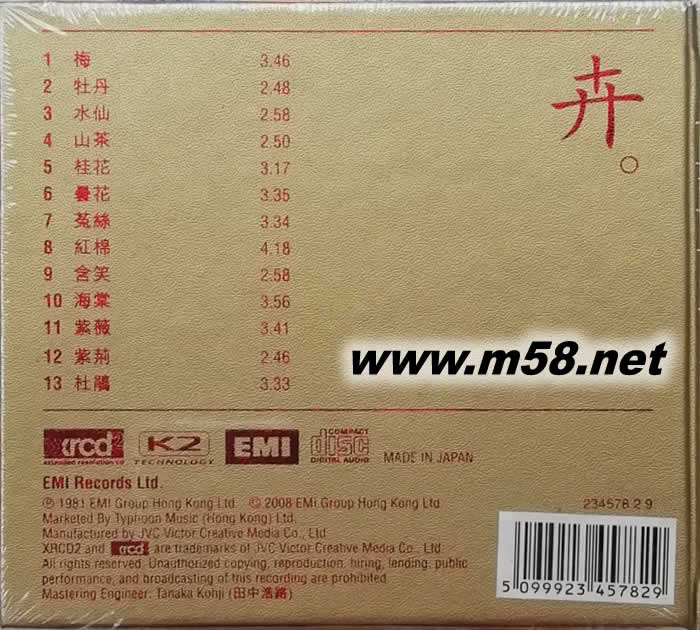 1 梅 3.46
2 牡丹 2.48
3 水仙 2.58
4 山茶 2.50
5 桂花 3.17
6 曇花 3.35
7 菟絲 3.34
8 紅棉 4.18
9 含笑 2.58
10 海棠 3.56
11 紫薇 3.41
12 紫荊 2.46
13 杜鵑 3.33
卉。
www.m58.net
xrcd2 K2 EMI COMPACT disc
extended resolution cd TECHNOLOGY DIGITAL AUDIO MADE IN JAPAN
EMI Records Ltd.
℗ 1981 EMI Group Hong Kong Ltd. © 2008 EMI Group Hong Kong Ltd. 234578 2 9
Marketed By Typhoon Music (Hong Kong) Ltd.
Manufactured by JVC Victor Creative Media Co., Ltd
XRCD2 and xrcd are trademarks of JVC Victor Creative Media Co., Ltd.
All rights reserved. Unauthorized copying, reproduction, hiring, lending, public
performance, and broadcasting of this recording are prohibited
Mastering Engineer: Tanaka Kohji (田中浩路)
5 099923 457829